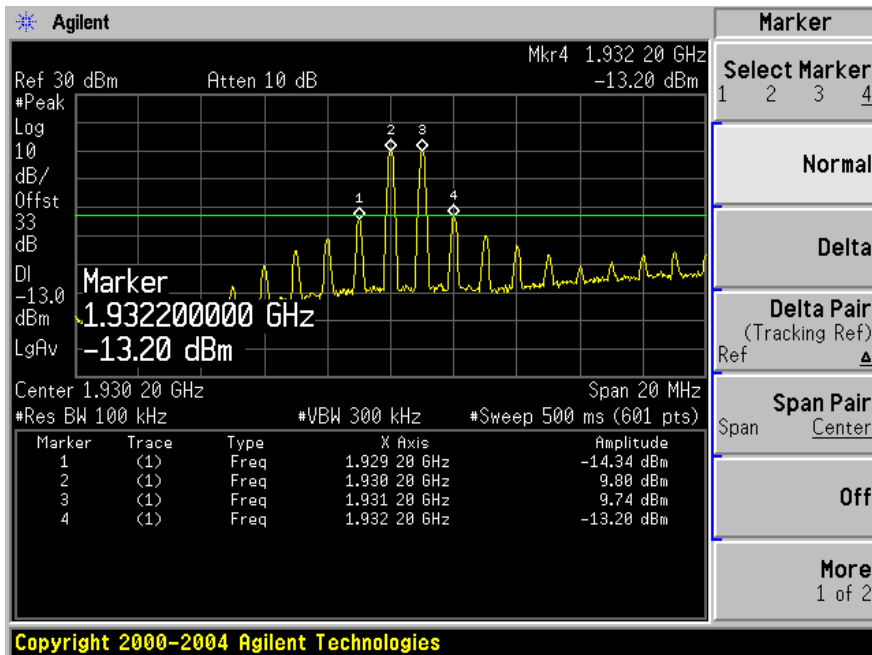 Agilent
Marker
Mkr4 1.932 20 GHz
Ref 30 dBm Atten 10 dB -13.20 dBm
#Peak
Log
10
dB/
Offst
33
dB
DI
-13.0
dBm
LgAv
1
2
3
4
Marker
1.932200000 GHz
-13.20 dBm
Center 1.930 20 GHz Span 20 MHz
#Res BW 100 kHz #VBW 300 kHz #Sweep 500 ms (601 pts)
Marker Trace Type X Axis Amplitude
1 (1) Freq 1.929 20 GHz -14.34 dBm
2 (1) Freq 1.930 20 GHz 9.80 dBm
3 (1) Freq 1.931 20 GHz 9.74 dBm
4 (1) Freq 1.932 20 GHz -13.20 dBm
Select Marker
1 2 3 4
Normal
Delta
Delta Pair
(Tracking Ref)
Ref Δ
Span Pair
Span Center
Off
More
1 of 2
Copyright 2000-2004 Agilent Technologies